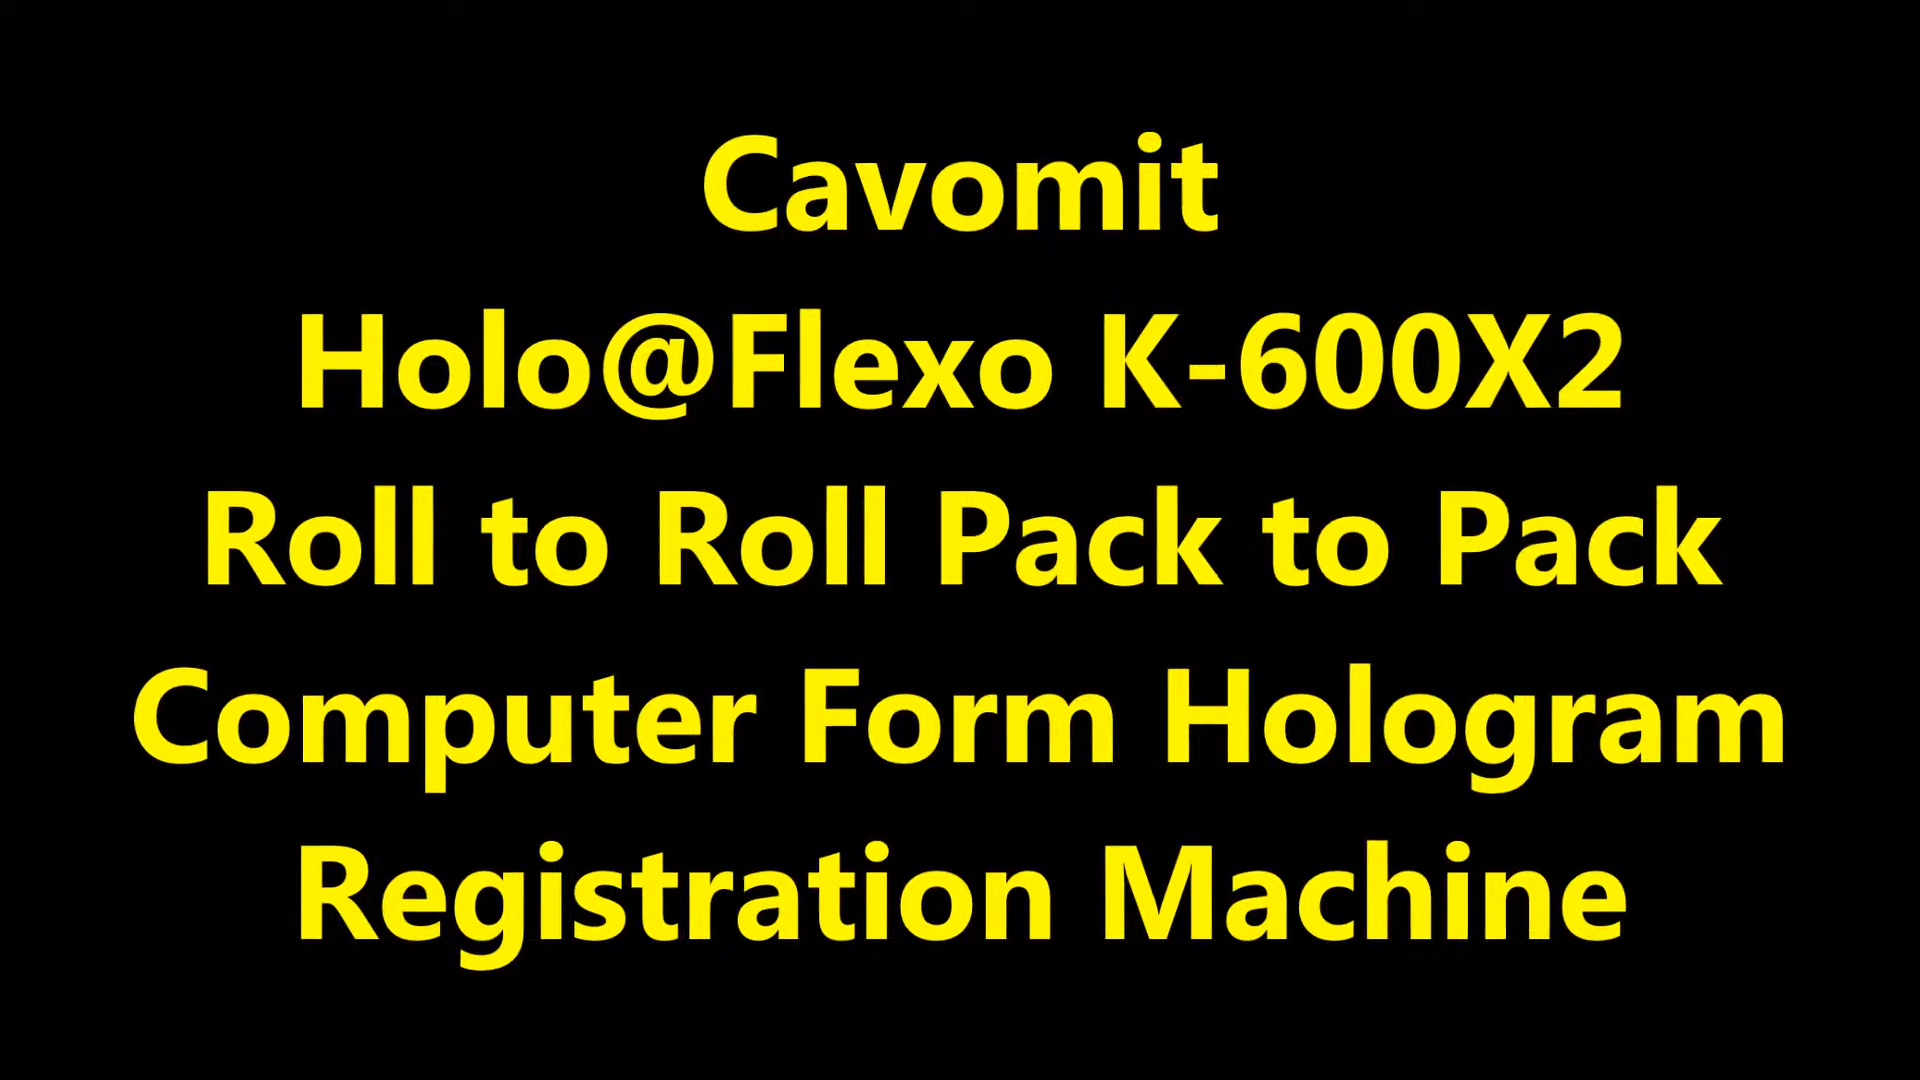 Cavomit
Holo@Flexo K-600X2
Roll to Roll Pack to Pack
Computer Form Hologram
Registration Machine